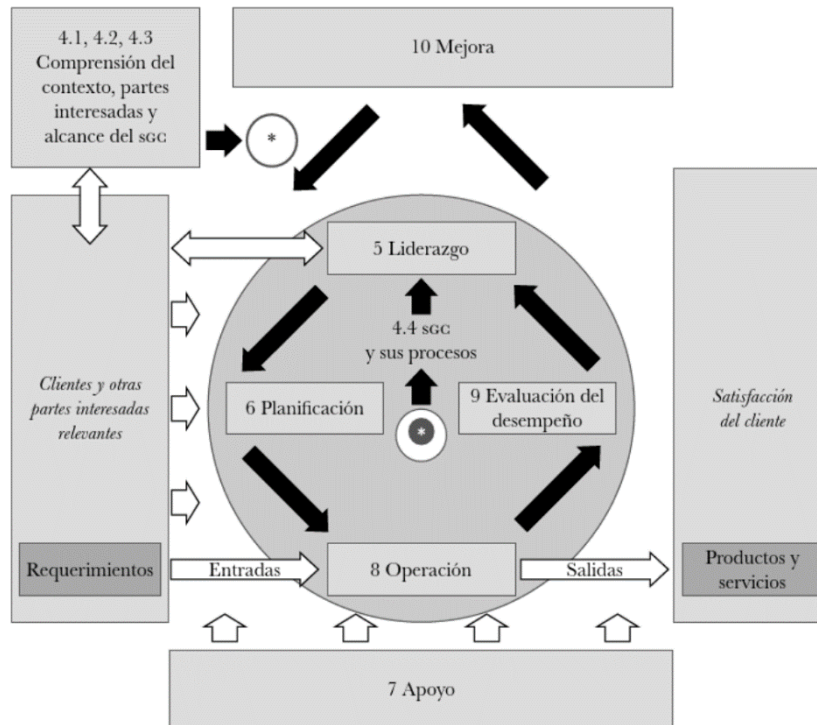 4.1, 4.2, 4.3
Comprensión del
contexto, partes
interesadas y
alcance del SGC
*
10 Mejora
5 Liderazgo
4.4 SGC
y sus procesos
6 Planificación
9 Evaluación del
desempeño
*
Clientes y otras
partes interesadas
relevantes
Satisfacción
del cliente
Requerimientos
Entradas
8 Operación
Salidas
Productos y
servicios
7 Apoyo